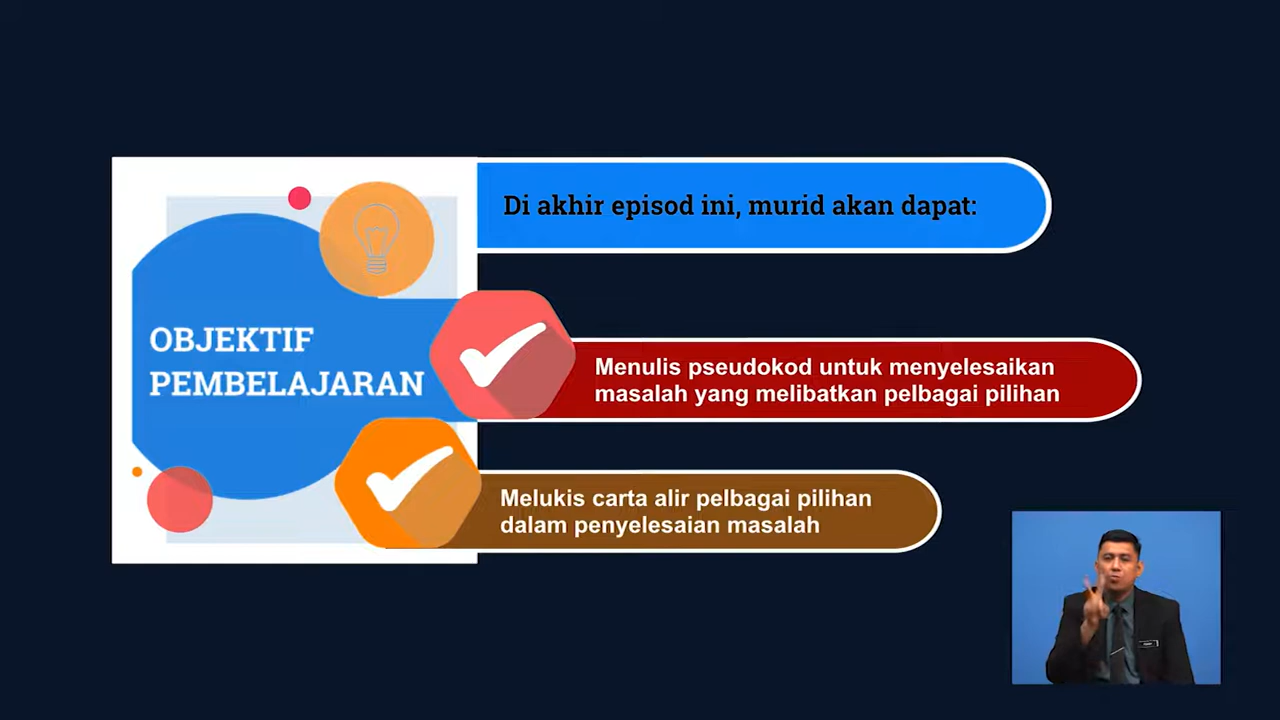 OBJEKTIF
PEMBELAJARAN
Di akhir episod ini, murid akan dapat:
Menulis pseudokod untuk menyelesaikan
masalah yang melibatkan pelbagai pilihan
Melukis carta alir pelbagai pilihan
dalam penyelesaian masalah